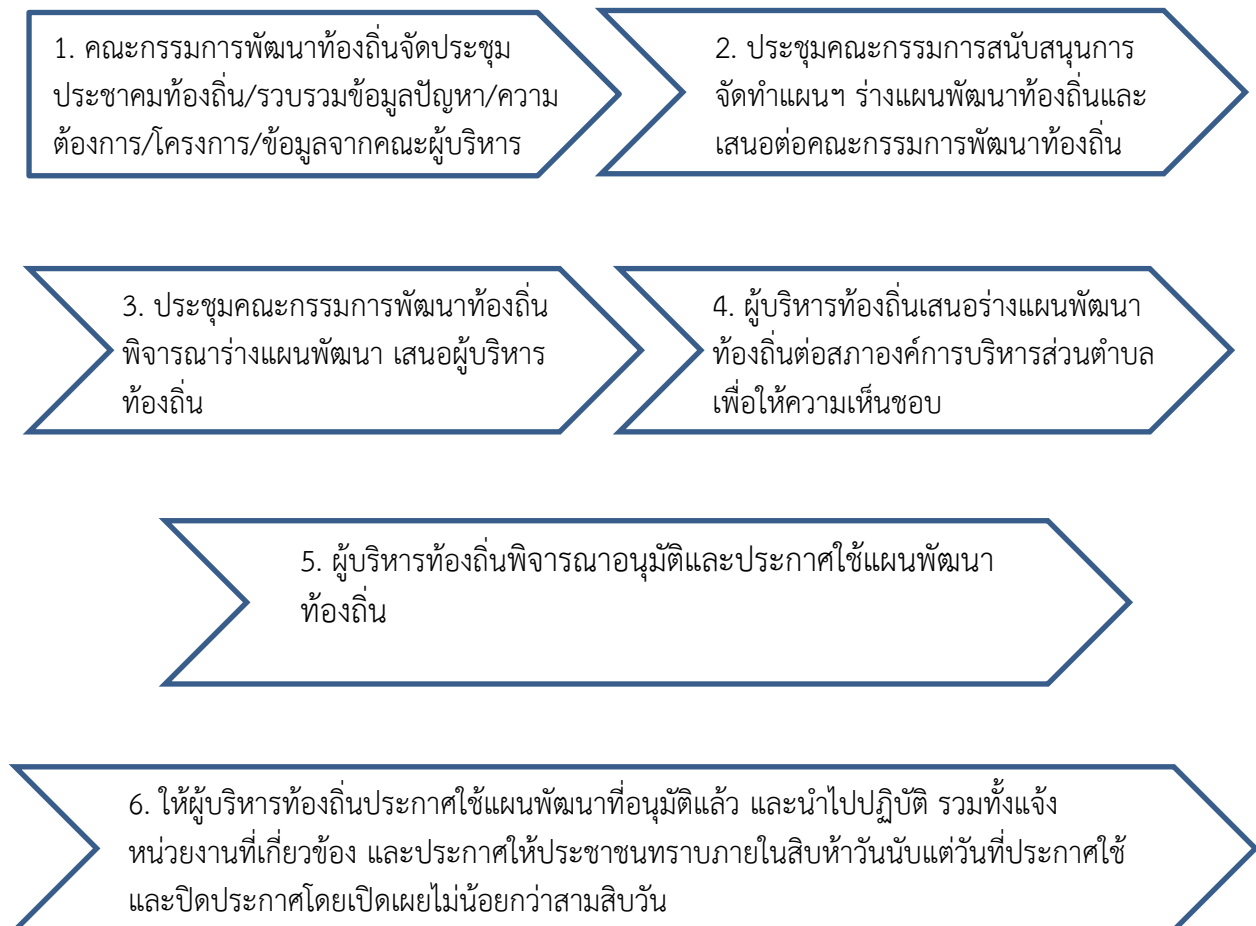 1. คณะกรรมการพัฒนาท้องถิ่นจัดประชุม
ประชาคมท้องถิ่น/รวบรวมข้อมูลปัญหา/ความ
ต้องการ/โครงการ/ข้อมูลจากคณะผู้บริหาร
2. ประชุมคณะกรรมการสนับสนุนการ
จัดทำแผนฯ ร่างแผนพัฒนาท้องถิ่นและ
เสนอต่อคณะกรรมการพัฒนาท้องถิ่น
3. ประชุมคณะกรรมการพัฒนาท้องถิ่น
พิจารณาร่างแผนพัฒนา เสนอผู้บริหาร
ท้องถิ่น
4. ผู้บริหารท้องถิ่นเสนอร่างแผนพัฒนา
ท้องถิ่นต่อสภาองค์การบริหารส่วนตำบล
เพื่อให้ความเห็นชอบ
5. ผู้บริหารท้องถิ่นพิจารณาอนุมัติและประกาศใช้แผนพัฒนา
ท้องถิ่น
6. ให้ผู้บริหารท้องถิ่นประกาศใช้แผนพัฒนาที่อนุมัติแล้ว และนำไปปฏิบัติ รวมทั้งแจ้ง
หน่วยงานที่เกี่ยวข้อง และประกาศให้ประชาชนทราบภายในสิบห้าวันนับแต่วันที่ประกาศใช้
และปิดประกาศโดยเปิดเผยไม่น้อยกว่าสามสิบวัน